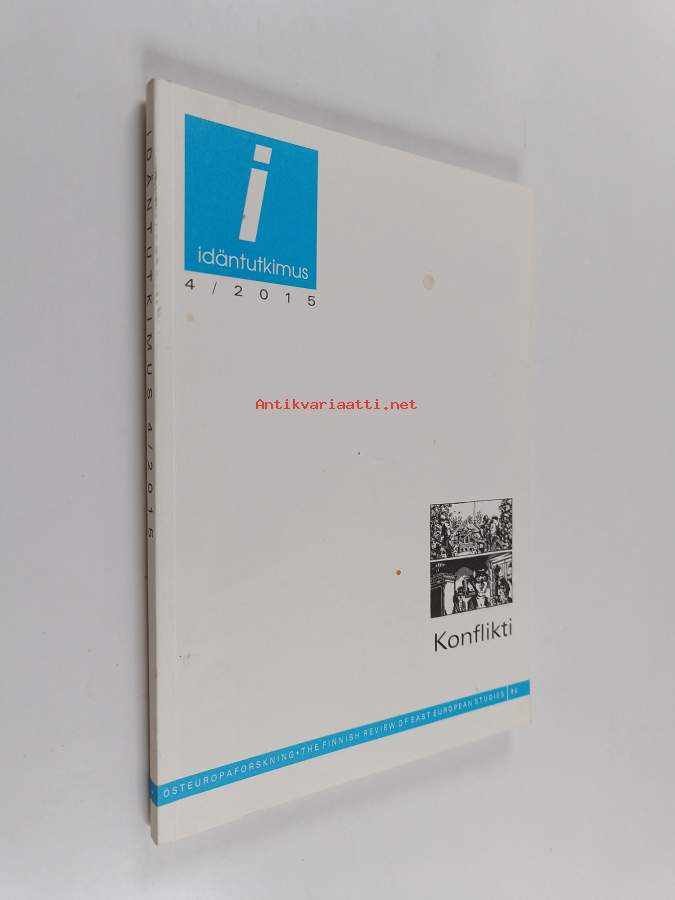 IDÄNTUTKIMUS 4/2015
i
idäntutkimus
4/2015
Antikvariaatti.net
Konflikti
ÖSTEUROPAFORSKNING • THE FINNISH REVIEW OF EAST EUROPEAN STUDIES